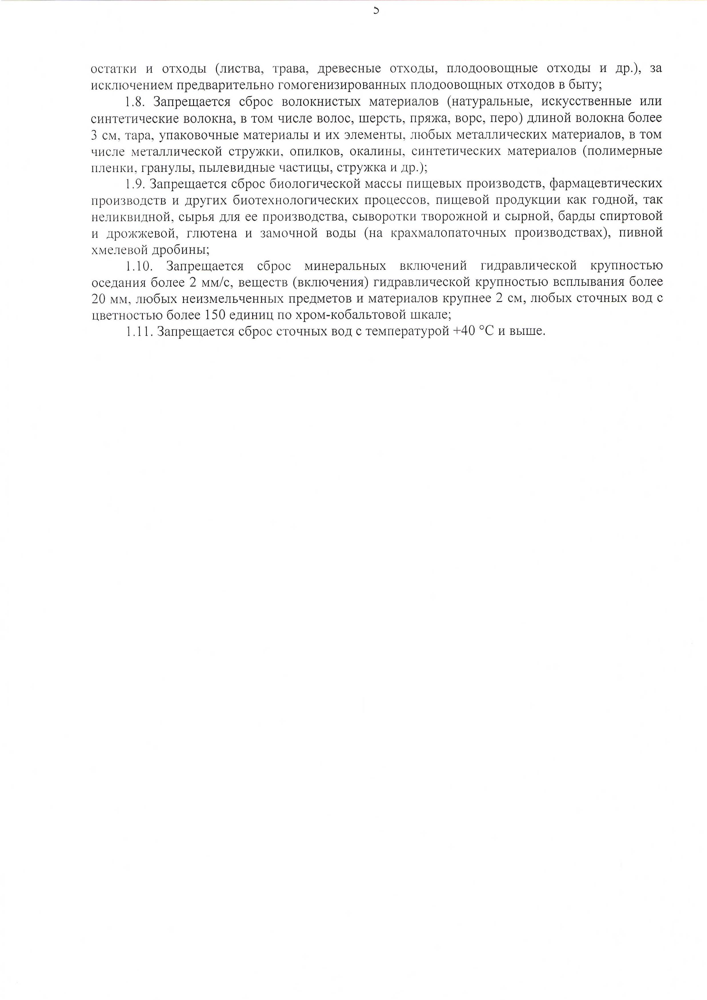 5
остатки и отходы (листва, трава, древесные отходы, плодоовощные отходы и др.), за
исключением предварительно гомогенизированных плодоовощных отходов в быту;
1.8. Запрещается сброс волокнистых материалов (натуральные, искусственные или
синтетические волокна, в том числе волос, шерсть, пряжа, ворс, перо) длиной волокна более
3 см, тара, упаковочные материалы и их элементы, любых металлических материалов, в том
числе металлической стружки, опилков, окалины, синтетических материалов (полимерные
пленки, гранулы, пылевидные частицы, стружка и др.);
1.9. Запрещается сброс биологической массы пищевых производств, фармацевтических
производств и других биотехнологических процессов, пищевой продукции как годной, так
неликвидной, сырья для ее производства, сыворотки творожной и сырной, барды спиртовой
и дрожжевой, глютена и замочной воды (на крахмалопаточных производствах), пивной
хмелевой дробины;
1.10. Запрещается сброс минеральных включений гидравлической крупностью
оседания более 2 мм/с, веществ (включения) гидравлической крупностью всплывания более
20 мм, любых неизмельченных предметов и материалов крупнее 2 см, любых сточных вод с
цветностью более 150 единиц по хром-кобальтовой шкале;
1.11. Запрещается сброс сточных вод с температурой +40 °С и выше.